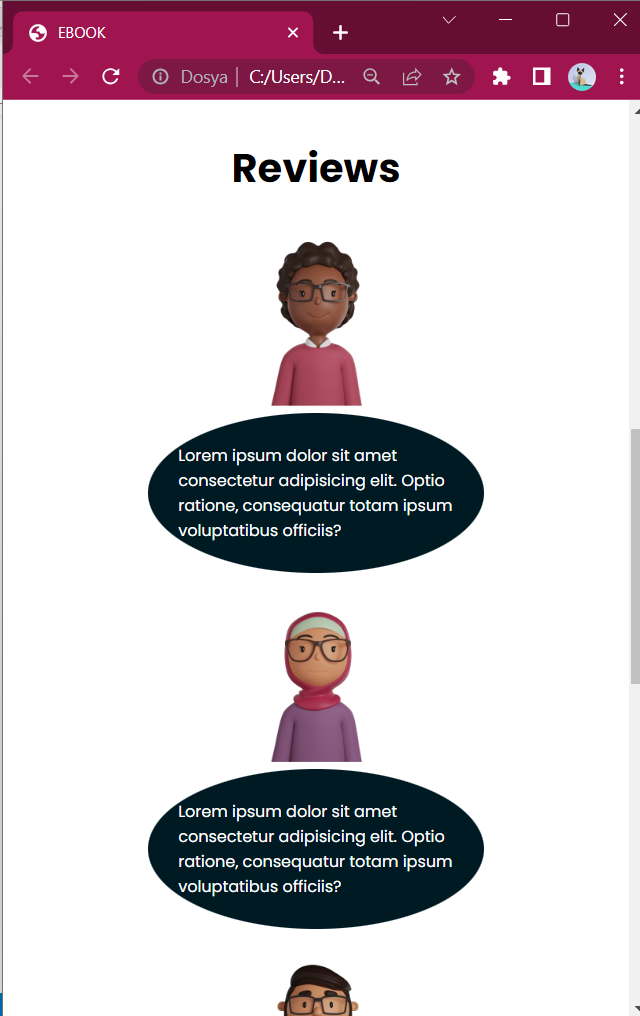 EBOOK
Dosya | C:/Users/D...
Reviews
Lorem ipsum dolor sit amet
consectetur adipisicing elit. Optio
ratione, consequatur totam ipsum
voluptatibus officiis?
Lorem ipsum dolor sit amet
consectetur adipisicing elit. Optio
ratione, consequatur totam ipsum
voluptatibus officiis?